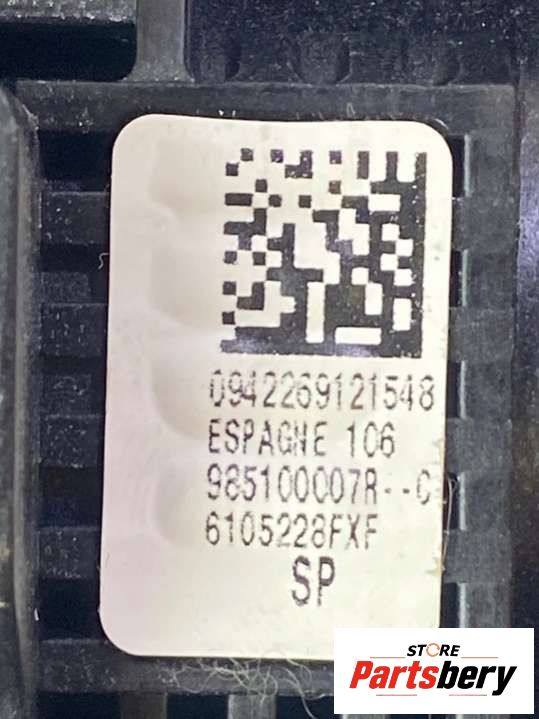 0942269121548
ESPAGNE 106
985100007R--C
6105228FXF
SP
STORE
Partsbery